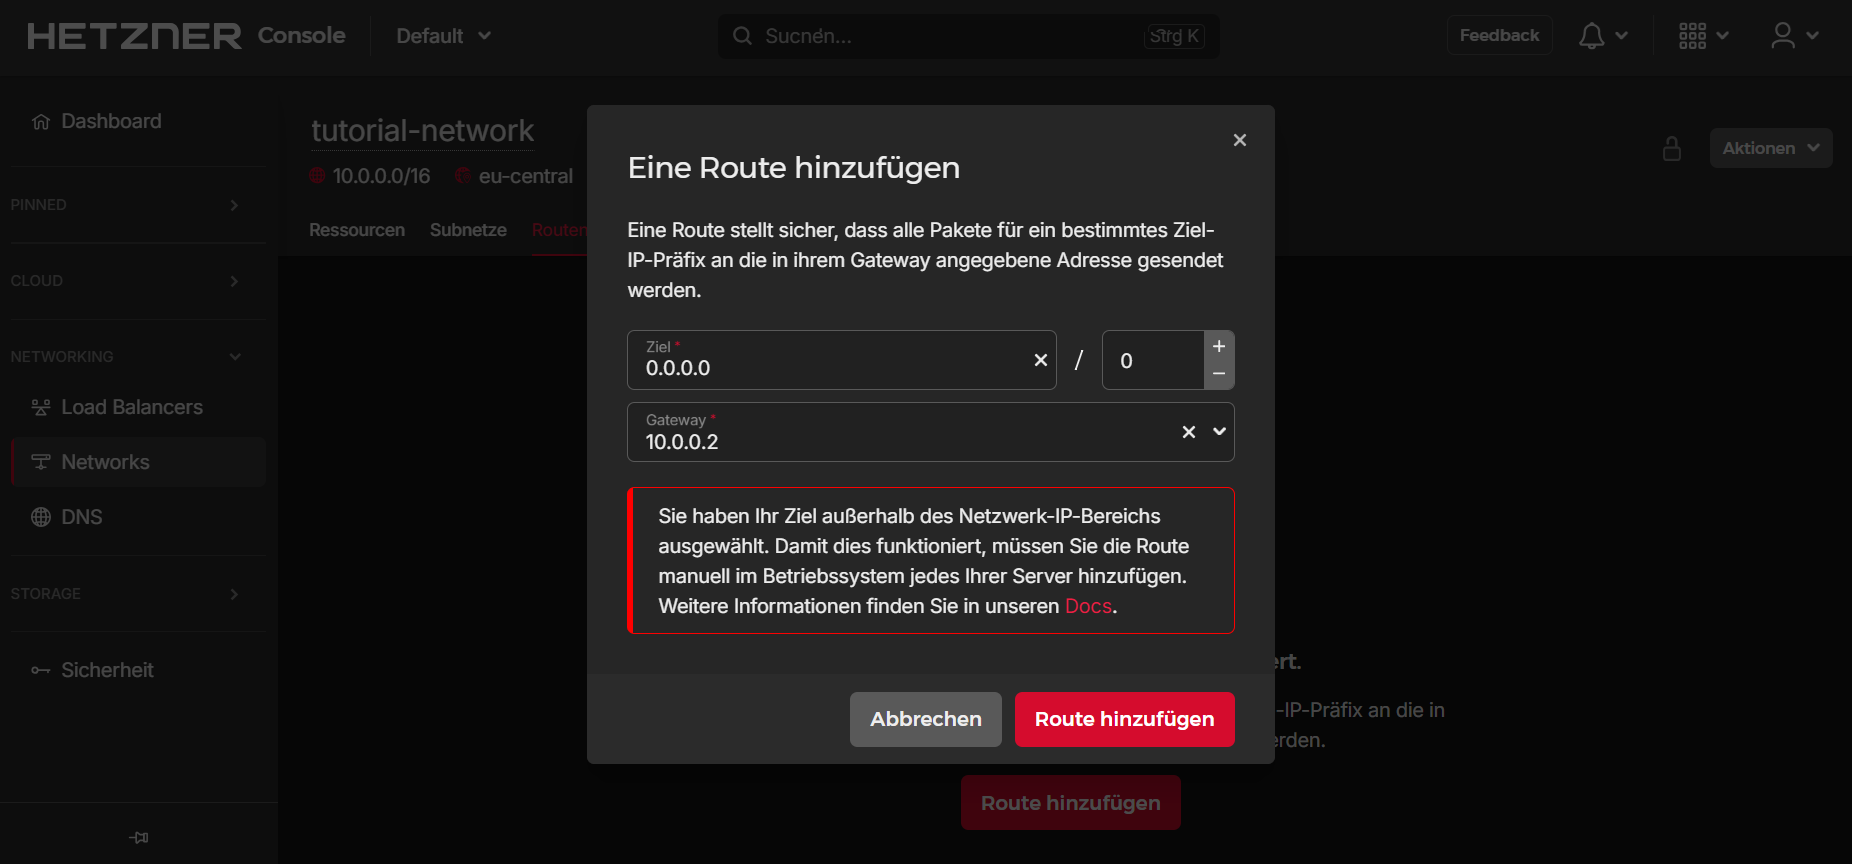 HETZNER Console Default Suchen... Strg K Feedback
Dashboard
PINNED
CLOUD
NETWORKING
Load Balancers
Networks
DNS
STORAGE
Sicherheit
tutorial-network
10.0.0.0/16 eu-central
Ressourcen Subnetze Routen
Aktionen
Eine Route hinzufügen
Eine Route stellt sicher, dass alle Pakete für ein bestimmtes Ziel-
IP-Präfix an die in ihrem Gateway angegebene Adresse gesendet
werden.
Ziel *
0.0.0.0 / 0
Gateway *
10.0.0.2
Sie haben Ihr Ziel außerhalb des Netzwerk-IP-Bereichs
ausgewählt. Damit dies funktioniert, müssen Sie die Route
manuell im Betriebssystem jedes Ihrer Server hinzufügen.
Weitere Informationen finden Sie in unseren Docs.
Abbrechen Route hinzufügen
ert.
-IP-Präfix an die in
erden.
Route hinzufügen